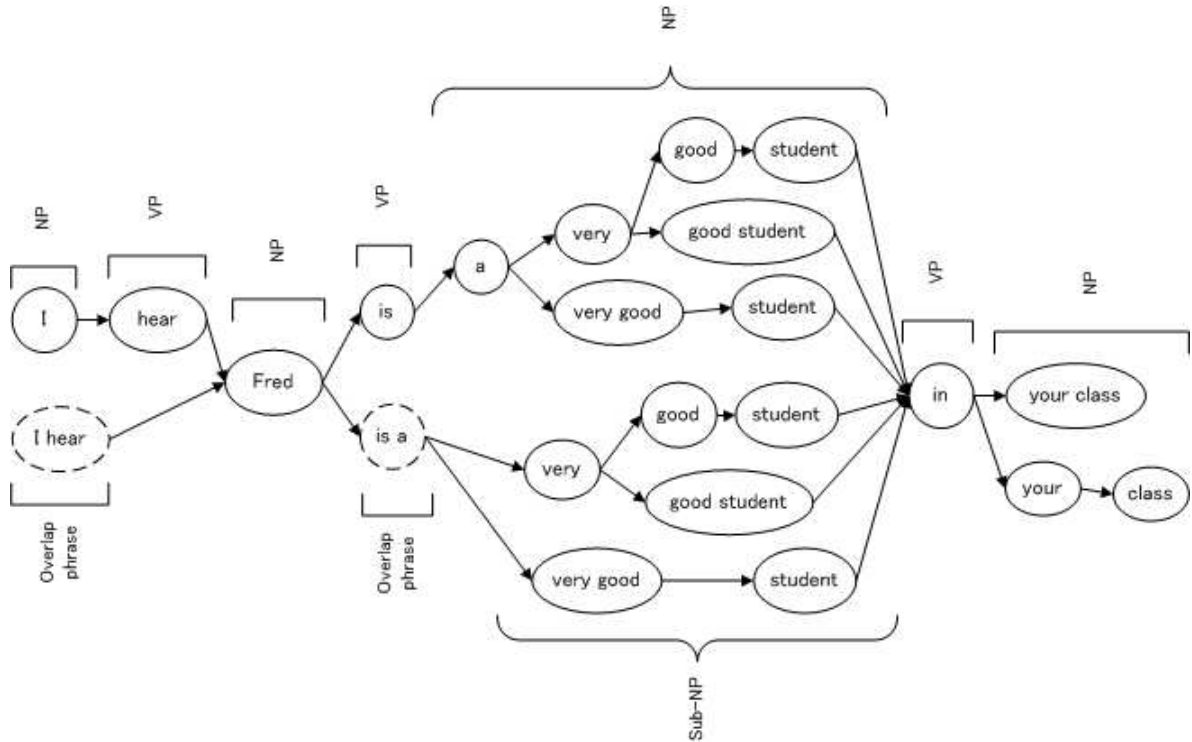 NP
NP
VP
NP
VP
VP
NP
I
hear
Fred
is
a
very
good
student
good student
very good
student
in
your class
your
class
I hear
is a
very
good
student
good student
very good
student
Overlap
phrase
Overlap
phrase
Sub-NP